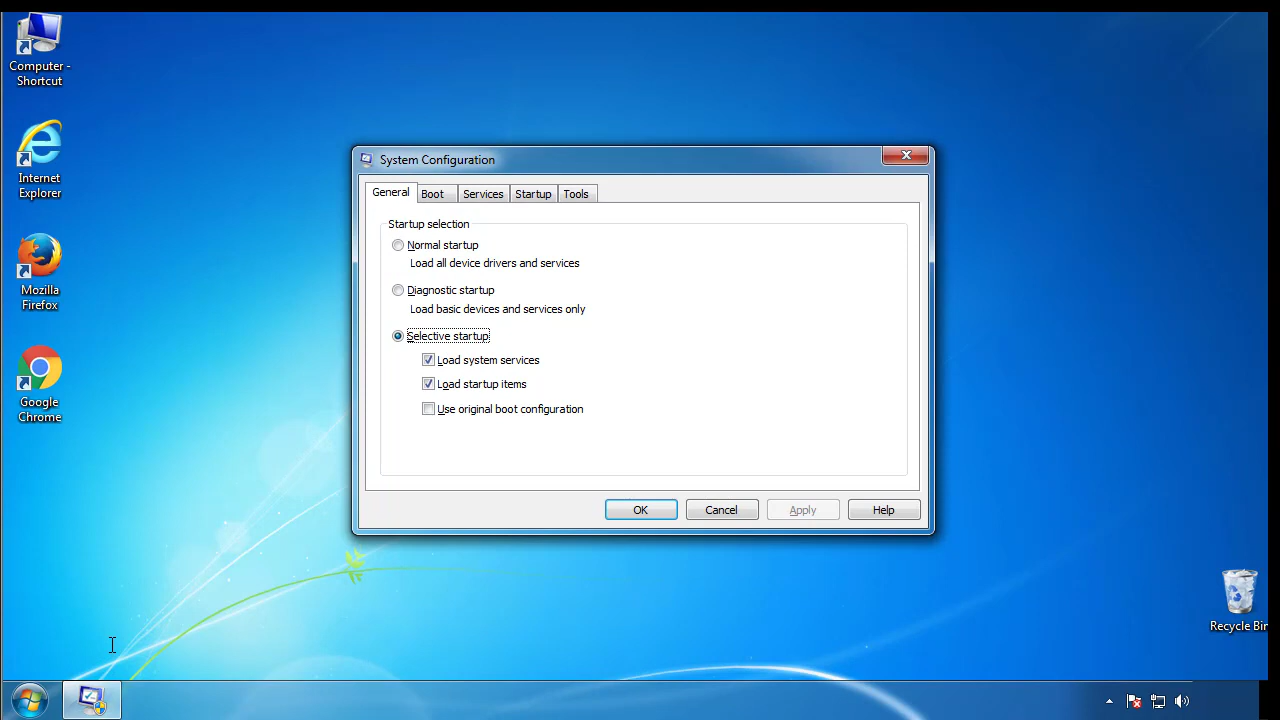 Computer -
Shortcut
Internet
Explorer
Mozilla
Firefox
Google
Chrome
System Configuration
General Boot Services Startup Tools
Startup selection
Normal startup
Load all device drivers and services
Diagnostic startup
Load basic devices and services only
Selective startup
Load system services
Load startup items
Use original boot configuration
OK Cancel Apply Help
Recycle Bin